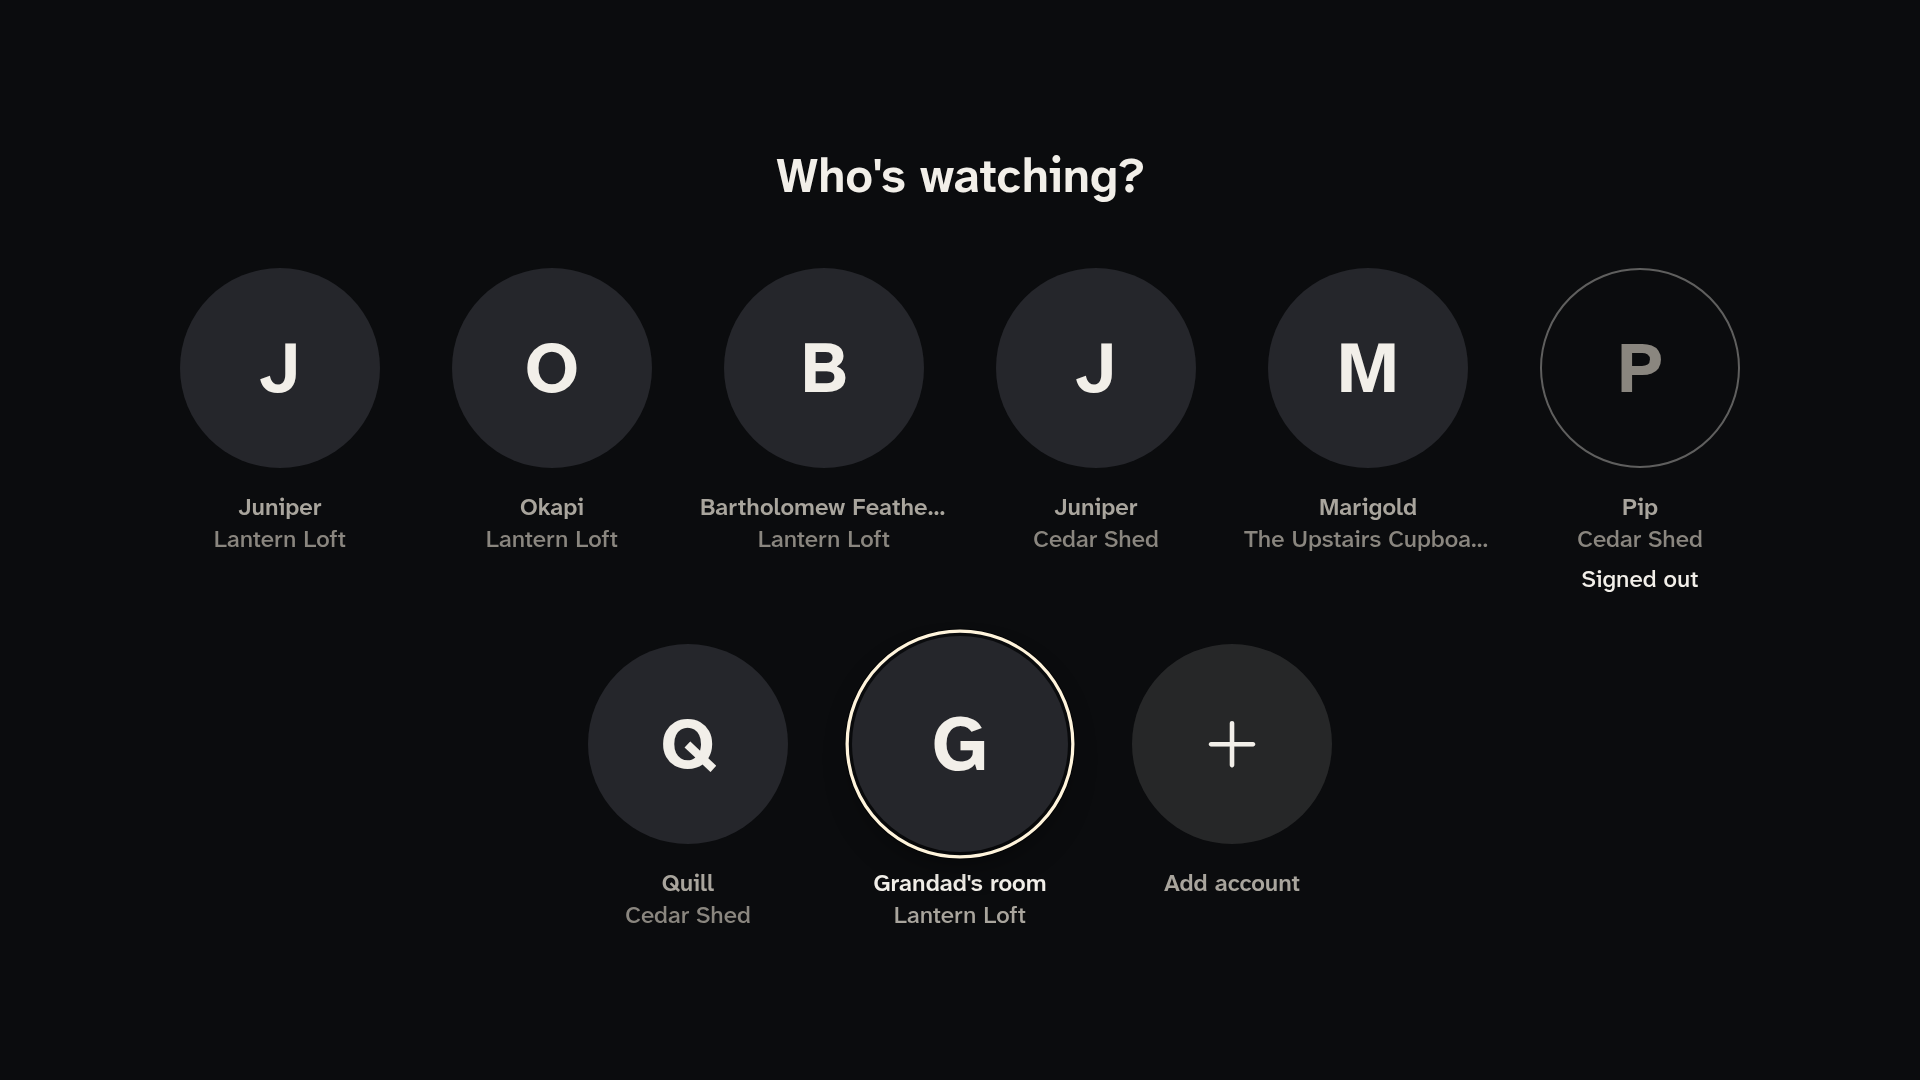 Who's watching?
J
O
B
J
M
P
Juniper
Lantern Loft
Okapi
Lantern Loft
Bartholomew Feathe...
Lantern Loft
Juniper
Cedar Shed
Marigold
The Upstairs Cupboa...
Pip
Cedar Shed
Signed out
Q
G
Quill
Cedar Shed
Grandad's room
Lantern Loft
Add account